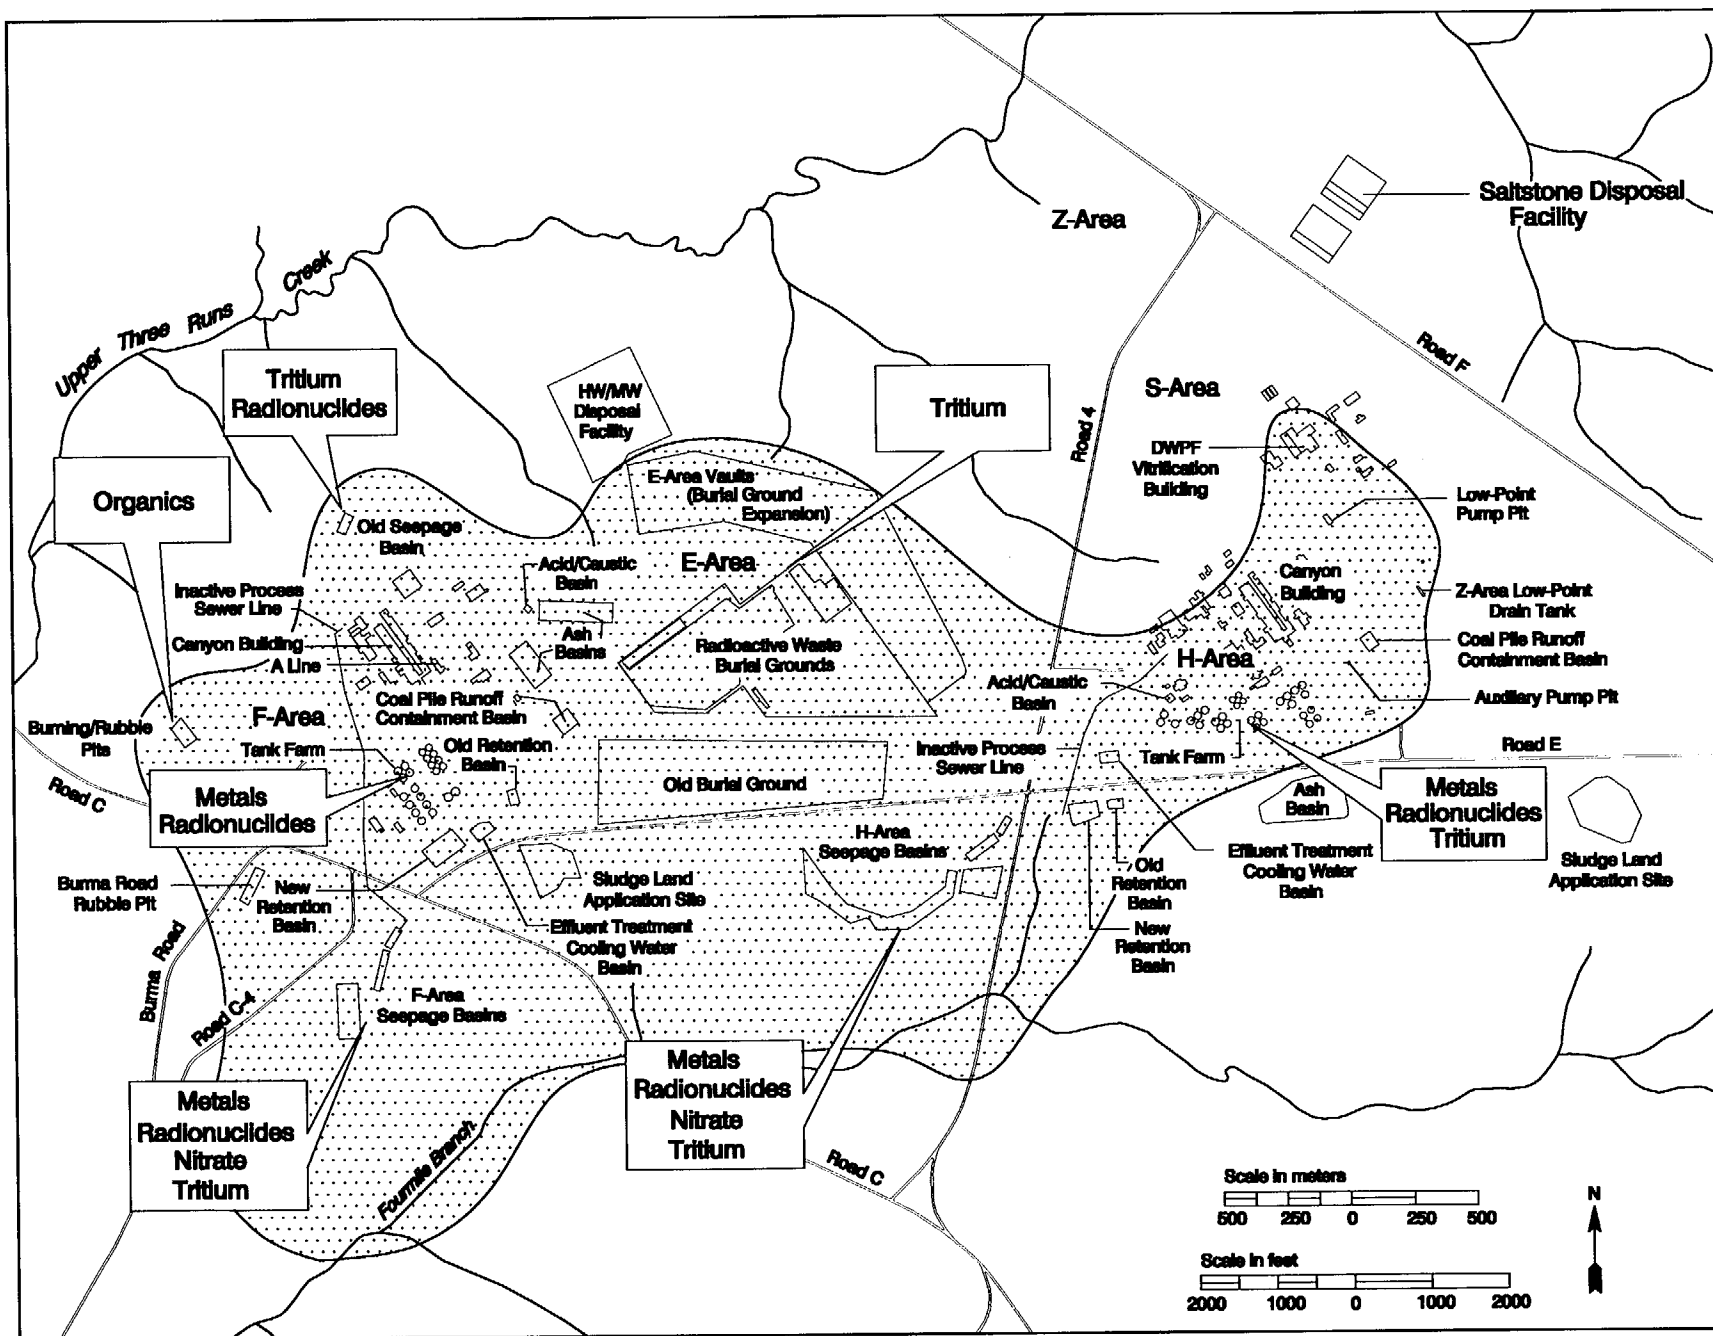 Z-Area
Saltstone Disposal
Facility
Upper Three Runs Creek
Road F
Tritium
Radionuclides
HW/MW
Disposal
Facility
Tritium
S-Area
Road 4
DWPF
Vitrification
Building
Organics
E-Area Vaults
(Burial Ground
Expansion)
Low-Point
Pump Pit
Old Seepage
Basin
Acid/Caustic
Basin
E-Area
Canyon
Building
Inactive Process
Sewer Line
Z-Area Low-Point
Drain Tank
Canyon Building
A Line
Ash
Basins
Radioactive Waste
Burial Grounds
H-Area
Coal Pile Runoff
Containment Basin
Coal Pile Runoff
Containment Basin
Acid/Caustic
Basin
Auxiliary Pump Pit
Burning/Rubble
Pits
F-Area
Tank Farm
Old Retention
Basin
Inactive Process
Sewer Line
Tank Farm
Road E
Road C
Metals
Radionuclides
Old Burial Ground
Ash
Basin
Metals
Radionuclides
Tritium
H-Area
Seepage Basins
Burma Road
Rubble Pit
New
Retention
Basin
Sludge Land
Application Site
Old
Retention
Basin
Effluent Treatment
Cooling Water
Basin
Sludge Land
Application Site
Effluent Treatment
Cooling Water
Basin
New
Retention
Basin
Burma Road
Road C-4
F-Area
Seepage Basins
Metals
Radionuclides
Nitrate
Tritium
Metals
Radionuclides
Nitrate
Tritium
Fourmile Branch
Road C
Scale in meters
500 250 0 250 500
Scale in feet
2000 1000 0 1000 2000
N